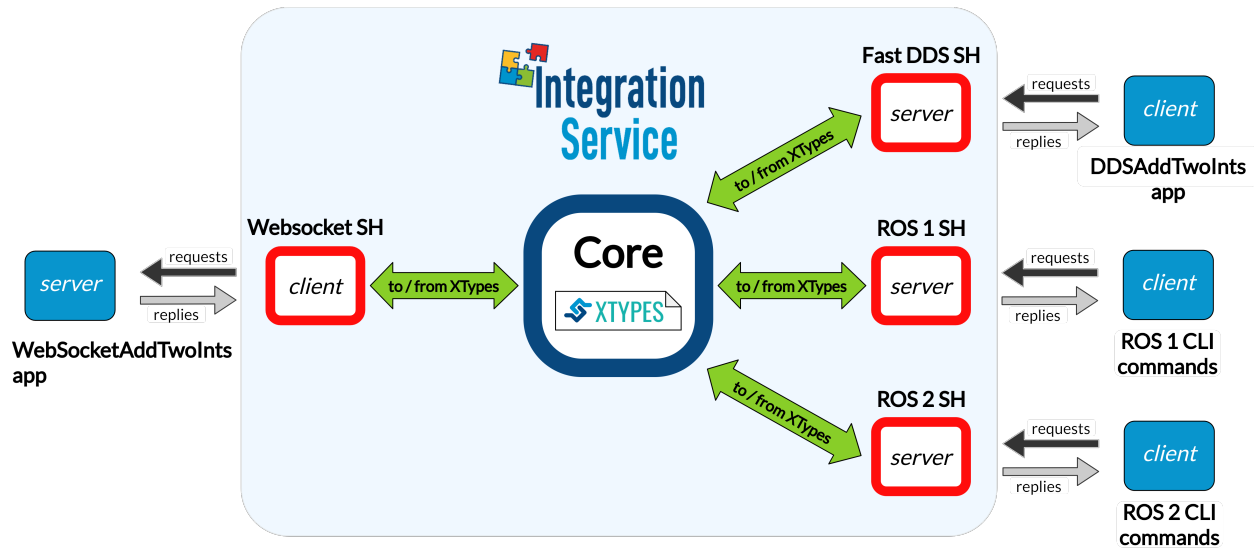 Integration
Service
Fast DDS SH
server
requests
replies
client
DDSAddTwoInts
app
to / from XTypes
Websocket SH
client
requests
replies
server
WebSocketAddTwoInts
app
to / from XTypes
Core
XTYPES
to / from XTypes
ROS 1 SH
server
requests
replies
client
ROS 1 CLI
commands
to / from XTypes
ROS 2 SH
server
requests
replies
client
ROS 2 CLI
commands